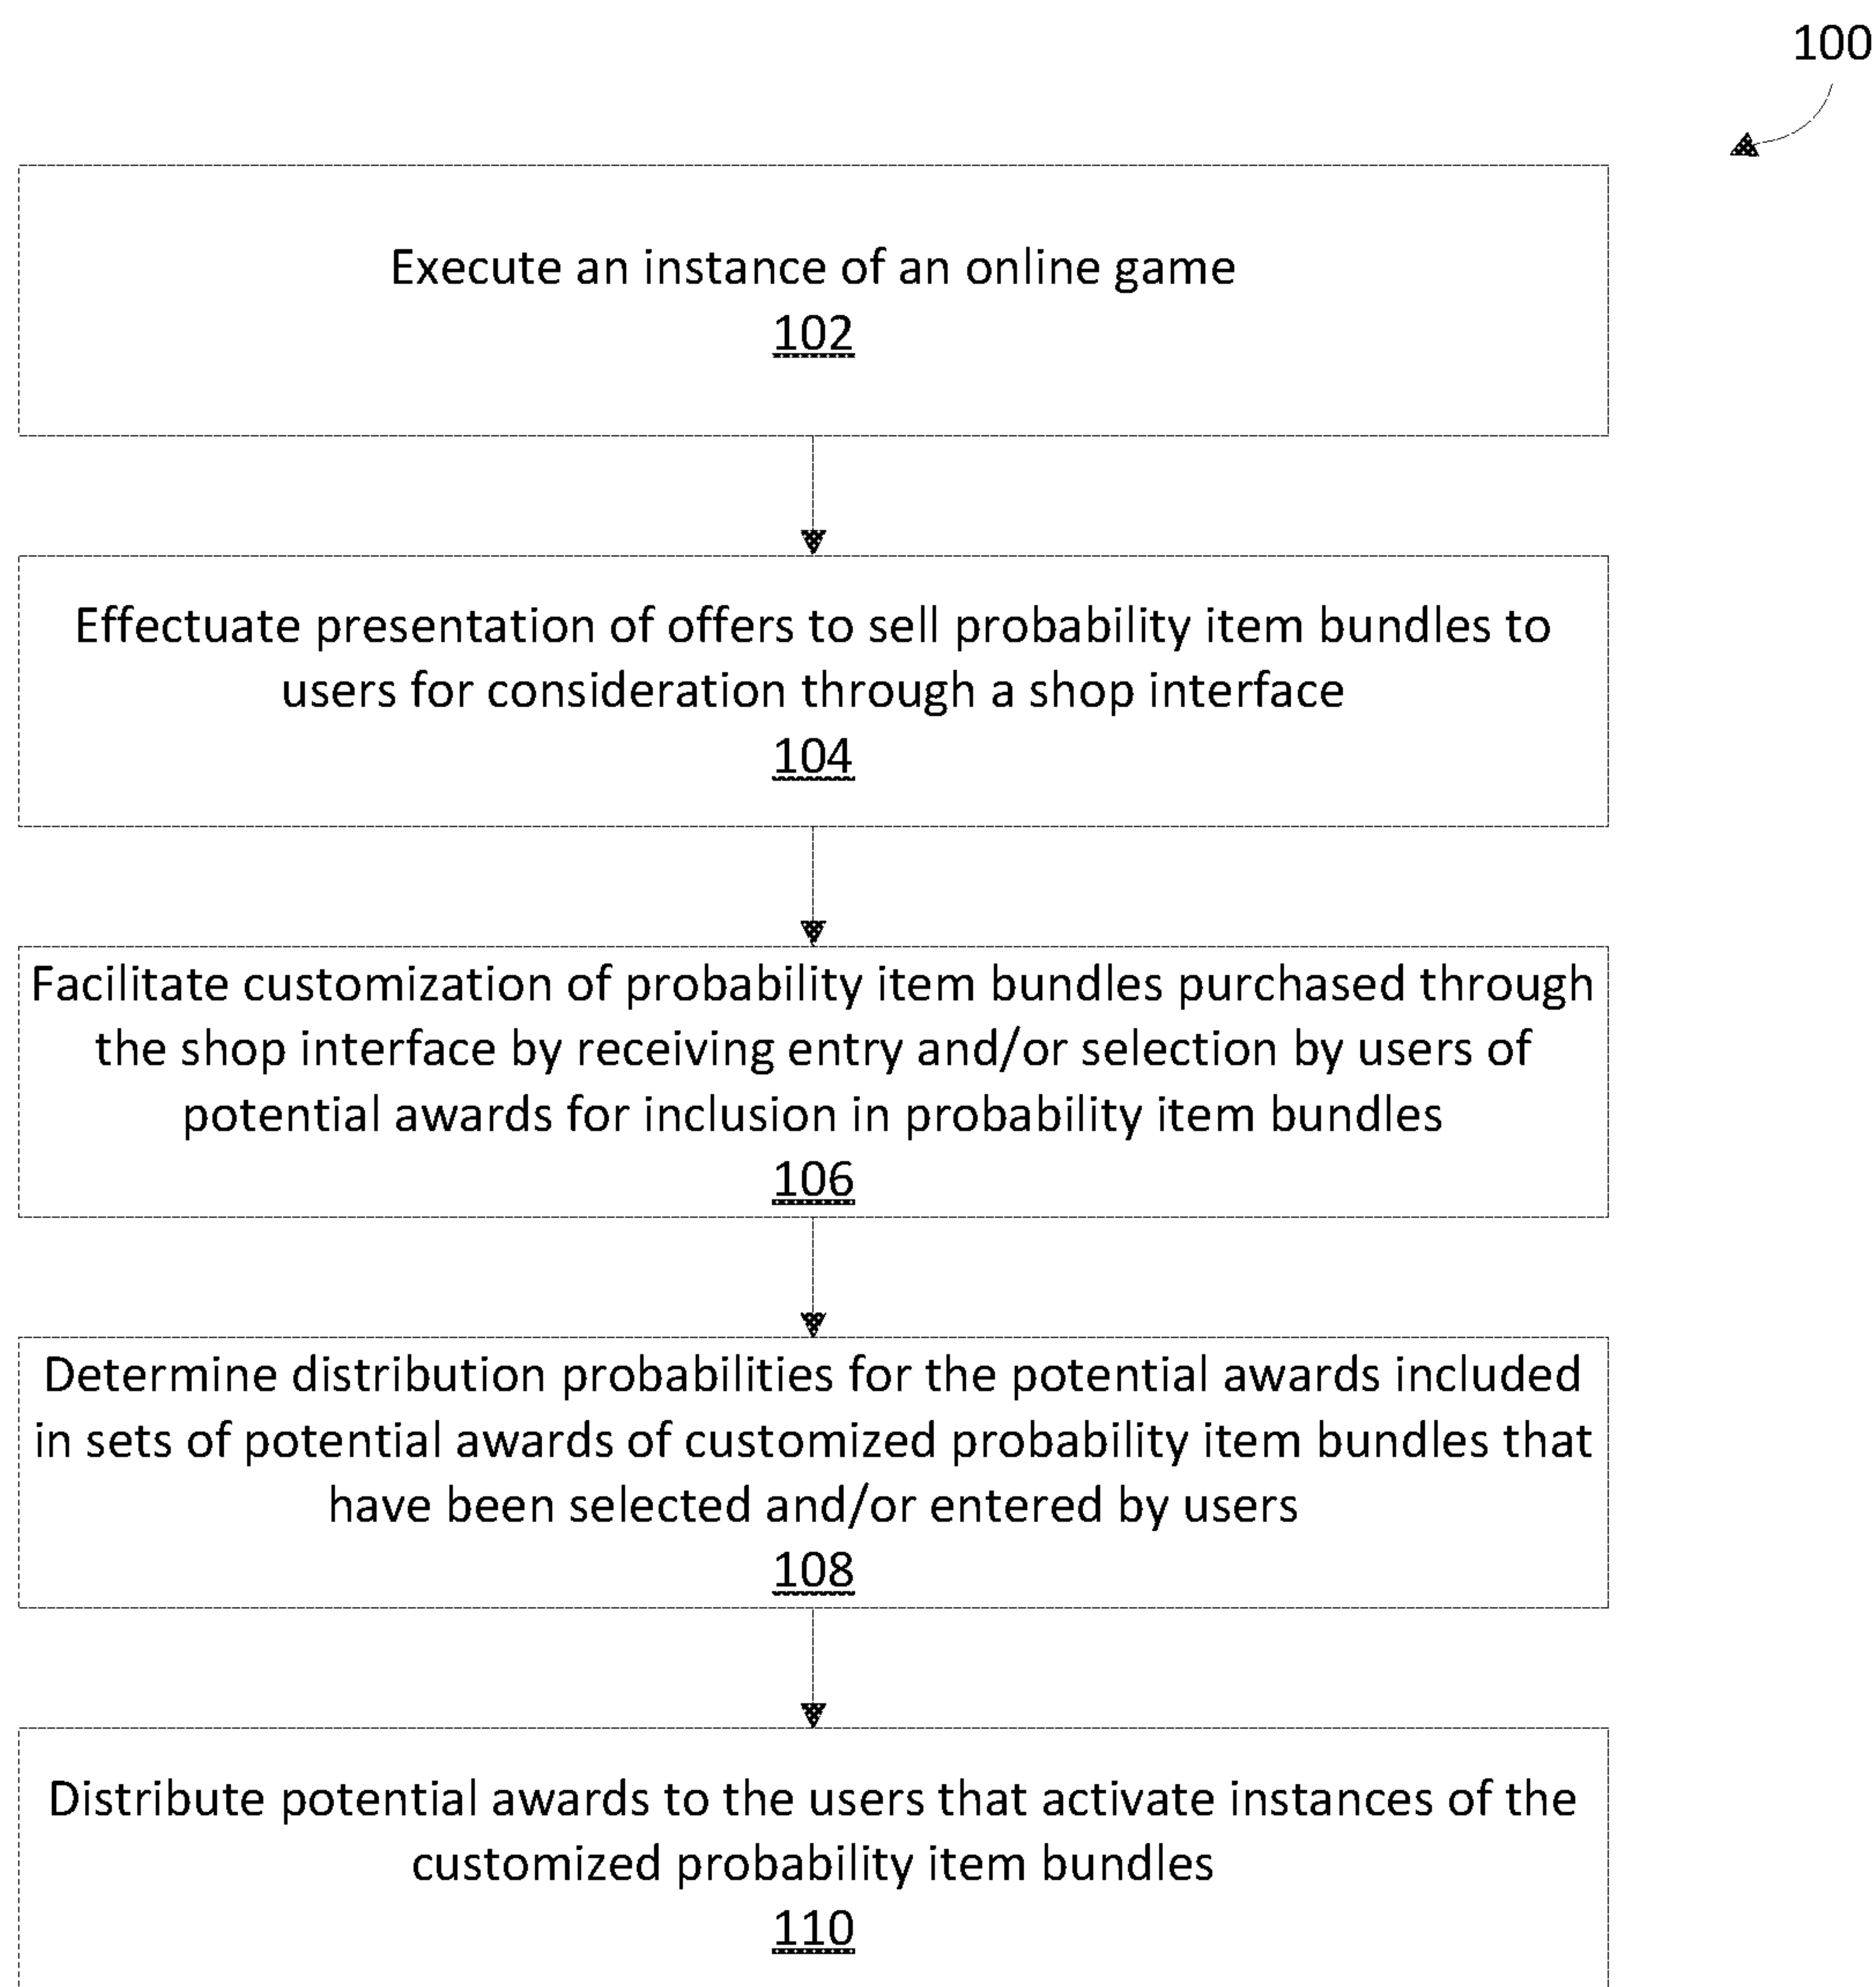 100
Execute an instance of an online game
102
Effectuate presentation of offers to sell probability item bundles to
users for consideration through a shop interface
104
Facilitate customization of probability item bundles purchased through
the shop interface by receiving entry and/or selection by users of
potential awards for inclusion in probability item bundles
106
Determine distribution probabilities for the potential awards included
in sets of potential awards of customized probability item bundles that
have been selected and/or entered by users
108
Distribute potential awards to the users that activate instances of the
customized probability item bundles
110